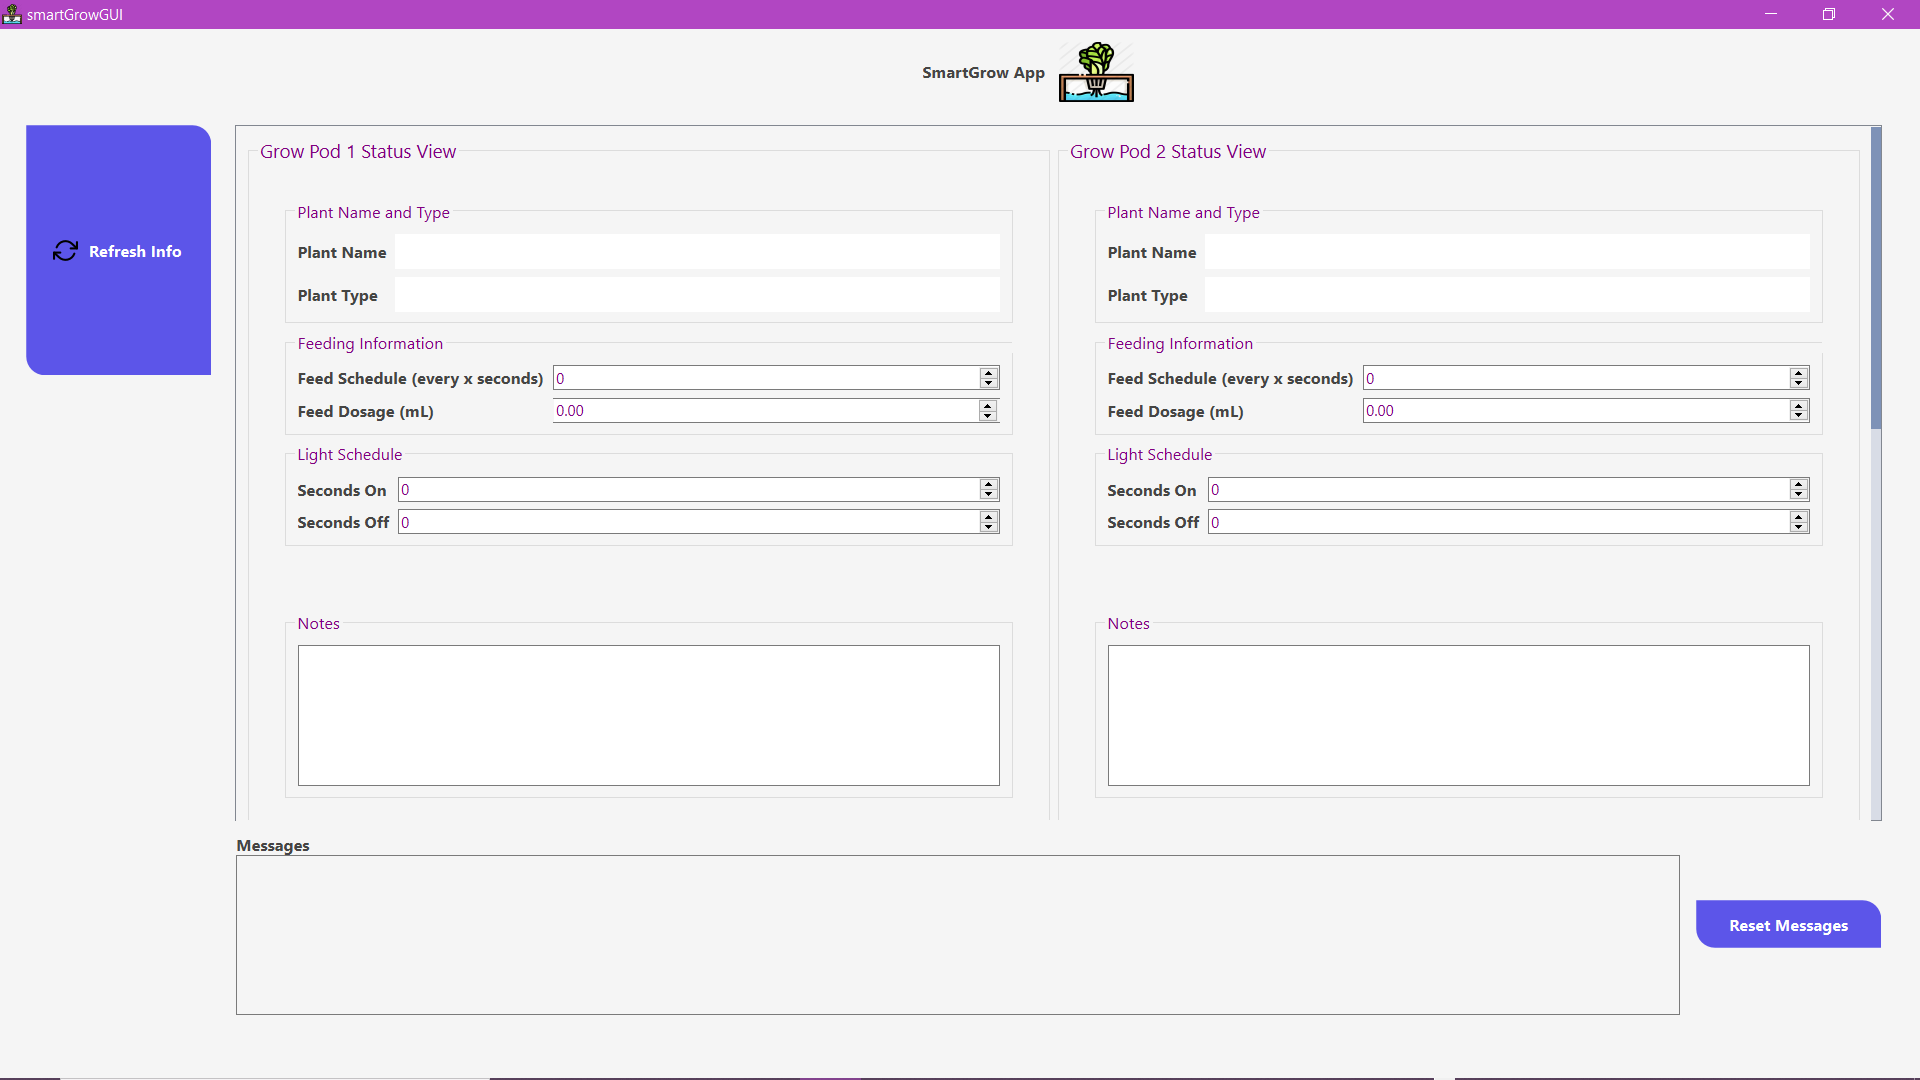 smartGrowGUI
SmartGrow App
Refresh Info
Grow Pod 1 Status View
Plant Name and Type
Plant Name
Plant Type
Feeding Information
Feed Schedule (every x seconds) 0
Feed Dosage (mL) 0.00
Light Schedule
Seconds On 0
Seconds Off 0
Notes
Grow Pod 2 Status View
Plant Name and Type
Plant Name
Plant Type
Feeding Information
Feed Schedule (every x seconds) 0
Feed Dosage (mL) 0.00
Light Schedule
Seconds On 0
Seconds Off 0
Notes
Messages
Reset Messages